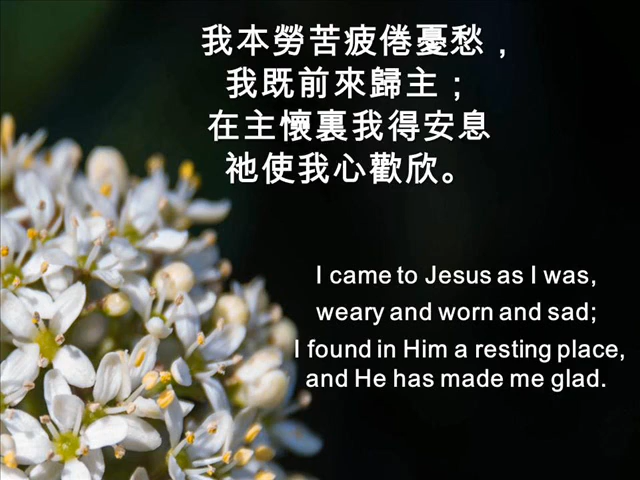 我本勞苦疲倦憂愁，
我既前來歸主；
在主懷裏我得安息
祂使我心歡欣。
I came to Jesus as I was,
weary and worn and sad;
I found in Him a resting place,
and He has made me glad.